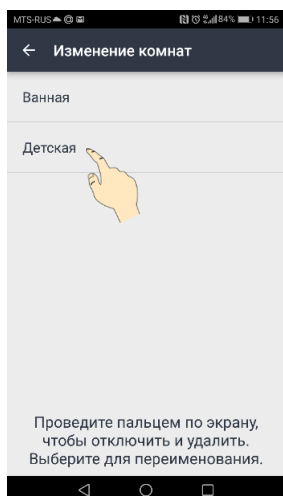 MTS-RUS 84% 11:56
Изменение комнат
Ванная
Детская
Проведите пальцем по экрану,
чтобы отключить и удалить.
Выберите для переименования.